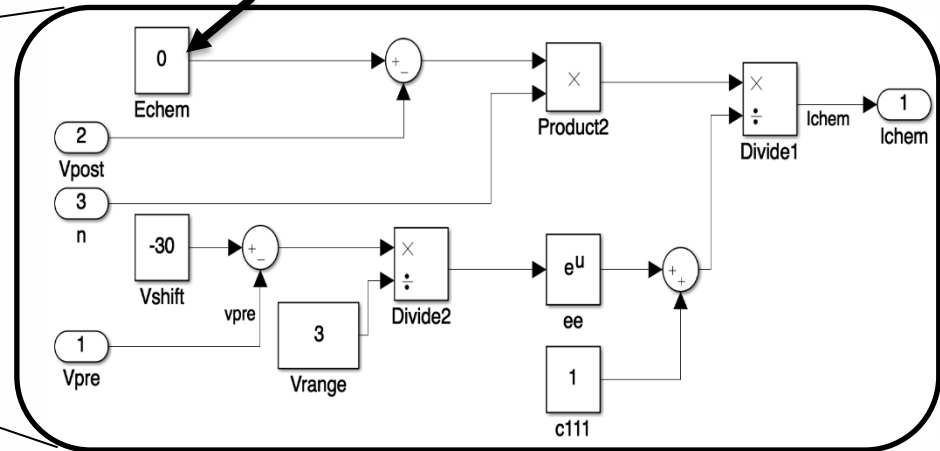 0
+
−
Echem
×
Product2
×
÷
Divide1
Ichem
1
Ichem
2
Vpost
3
n
-30
Vshift
+
−
vpre
×
÷
Divide2
3
Vrange
e^u
ee
+
+
1
c111
1
Vpre